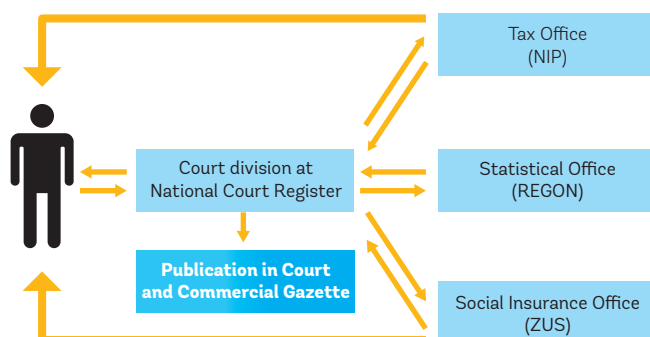 Tax Office
(NIP)
Court division at
National Court Register
Statistical Office
(REGON)
Publication in Court
and Commercial Gazette
Social Insurance Office
(ZUS)